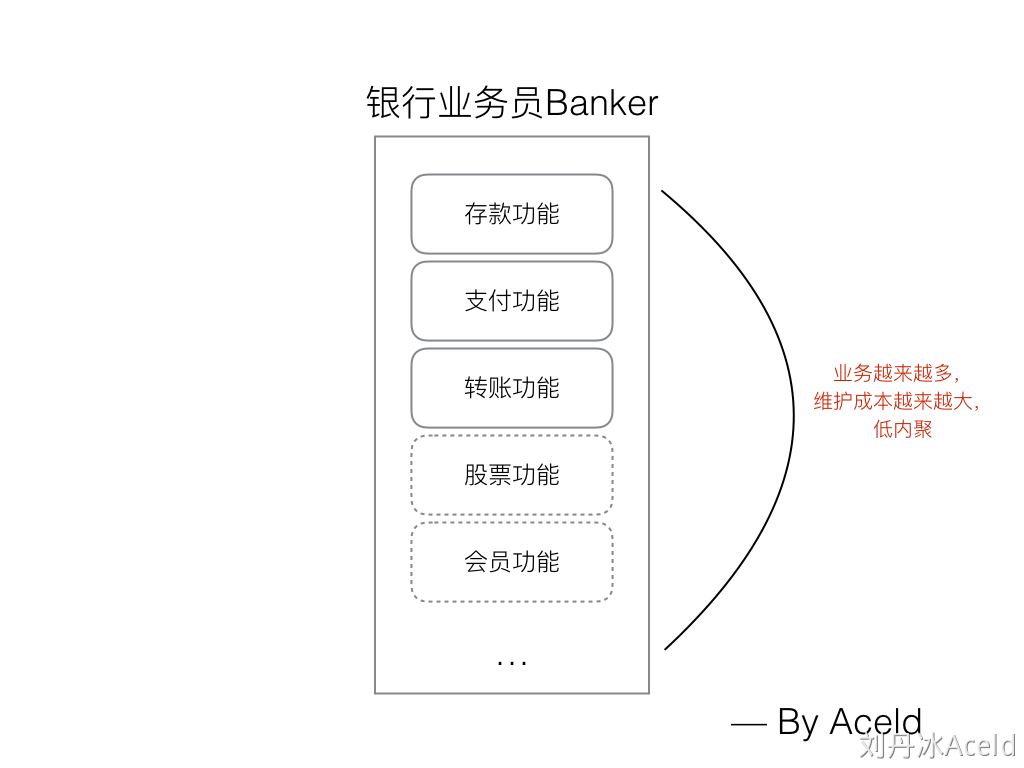 银行业务员Banker
存款功能
支付功能
转账功能
股票功能
会员功能
...
业务越来越多,
维护成本越来越大,
低内聚
— By Aceld
刘丹冰Aceld